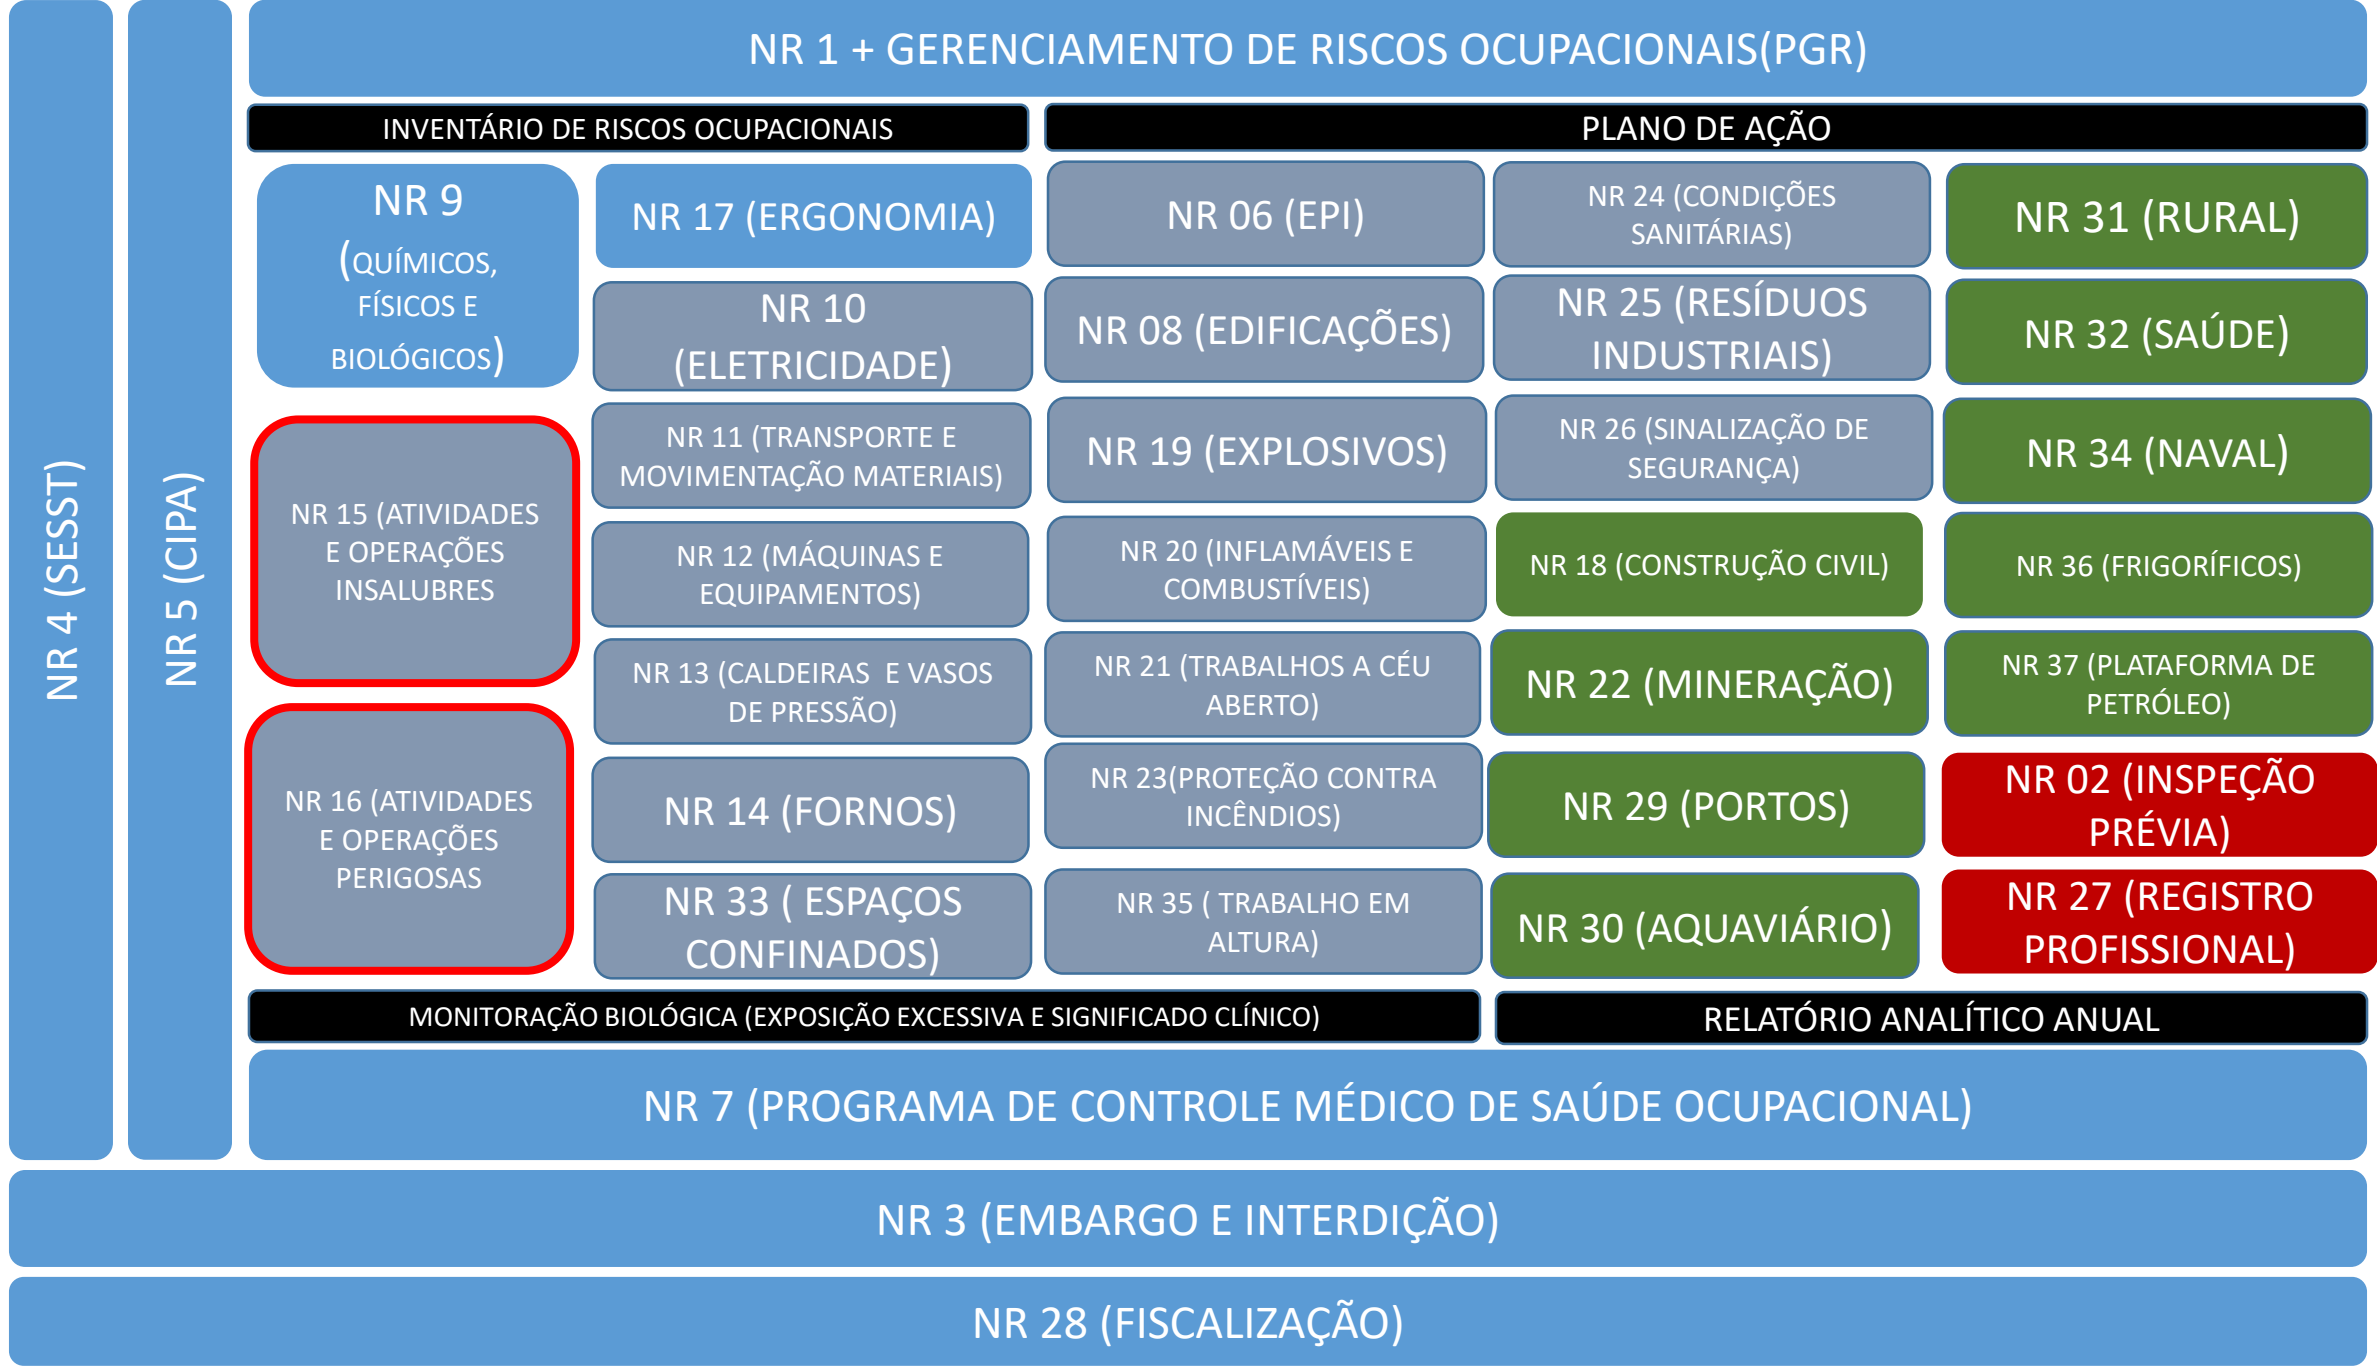 NR 4 (SESST)
NR 5 (CIPA)
NR 1 + GERENCIAMENTO DE RISCOS OCUPACIONAIS(PGR)
INVENTÁRIO DE RISCOS OCUPACIONAIS
PLANO DE AÇÃO
NR 9
(QUÍMICOS,
FÍSICOS E
BIOLÓGICOS)
NR 15 (ATIVIDADES
E OPERAÇÕES
INSALUBRES
NR 16 (ATIVIDADES
E OPERAÇÕES
PERIGOSAS
NR 17 (ERGONOMIA)
NR 10
(ELETRICIDADE)
NR 11 (TRANSPORTE E
MOVIMENTAÇÃO MATERIAIS)
NR 12 (MÁQUINAS E
EQUIPAMENTOS)
NR 13 (CALDEIRAS E VASOS
DE PRESSÃO)
NR 14 (FORNOS)
NR 33 ( ESPAÇOS
CONFINADOS)
NR 06 (EPI)
NR 08 (EDIFICAÇÕES)
NR 19 (EXPLOSIVOS)
NR 20 (INFLAMÁVEIS E
COMBUSTÍVEIS)
NR 21 (TRABALHOS A CÉU
ABERTO)
NR 23(PROTEÇÃO CONTRA
INCÊNDIOS)
NR 35 ( TRABALHO EM
ALTURA)
NR 24 (CONDIÇÕES
SANITÁRIAS)
NR 25 (RESÍDUOS
INDUSTRIAIS)
NR 26 (SINALIZAÇÃO DE
SEGURANÇA)
NR 18 (CONSTRUÇÃO CIVIL)
NR 22 (MINERAÇÃO)
NR 29 (PORTOS)
NR 30 (AQUAVIÁRIO)
NR 31 (RURAL)
NR 32 (SAÚDE)
NR 34 (NAVAL)
NR 36 (FRIGORÍFICOS)
NR 37 (PLATAFORMA DE
PETRÓLEO)
NR 02 (INSPEÇÃO
PRÉVIA)
NR 27 (REGISTRO
PROFISSIONAL)
MONITORAÇÃO BIOLÓGICA (EXPOSIÇÃO EXCESSIVA E SIGNIFICADO CLÍNICO)
RELATÓRIO ANALÍTICO ANUAL
NR 7 (PROGRAMA DE CONTROLE MÉDICO DE SAÚDE OCUPACIONAL)
NR 3 (EMBARGO E INTERDIÇÃO)
NR 28 (FISCALIZAÇÃO)